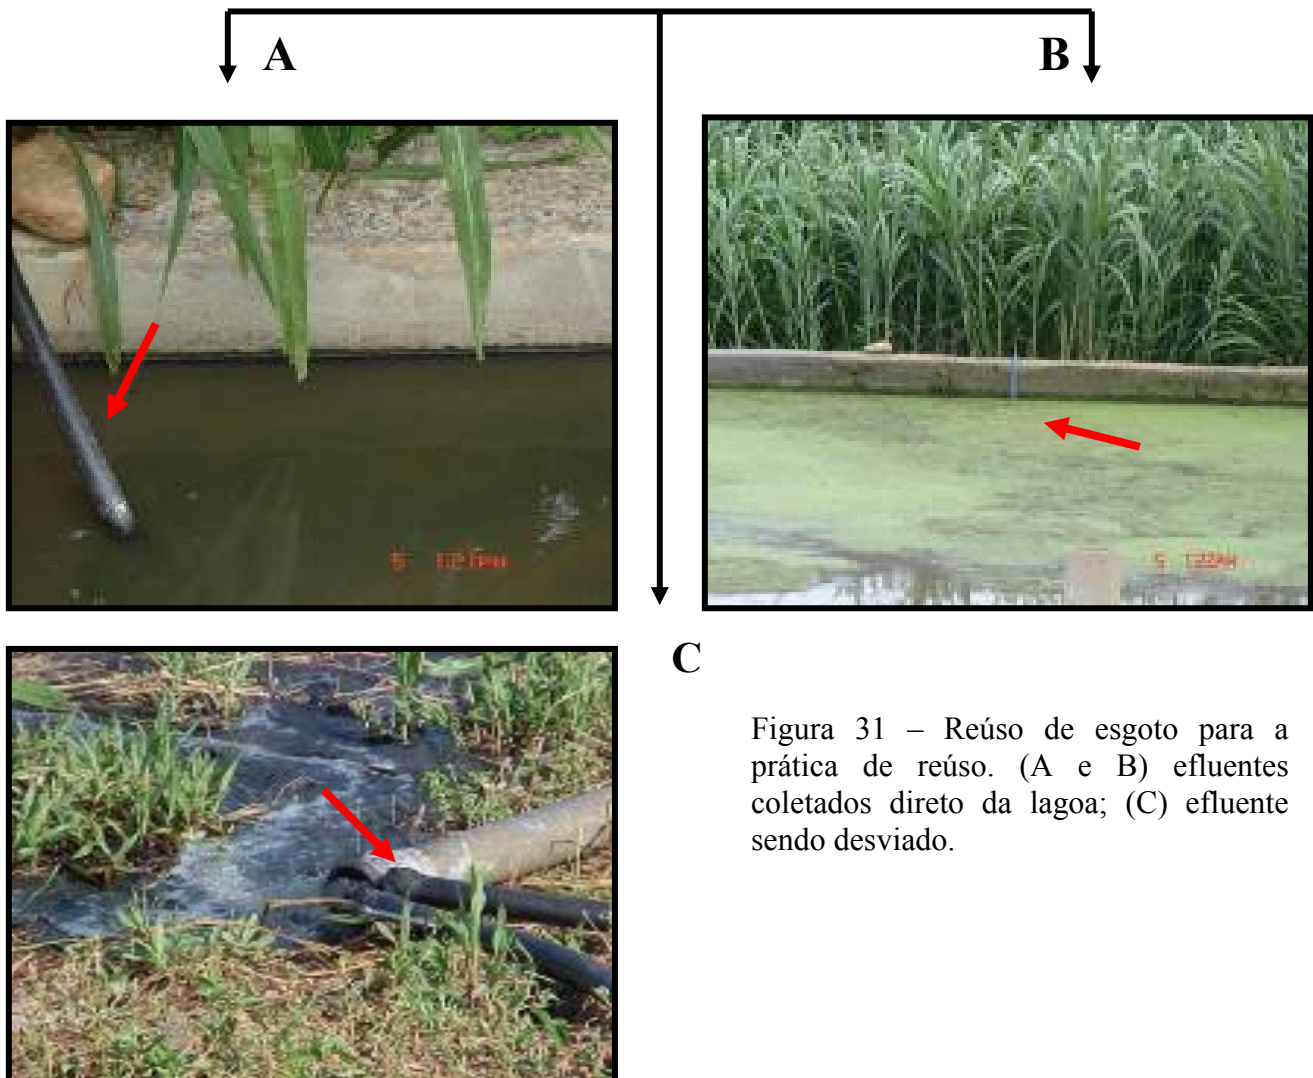 A
B
C
Figura 31 – Reúso de esgoto para a
prática de reúso. (A e B) efluentes
coletados direto da lagoa; (C) efluente
sendo desviado.